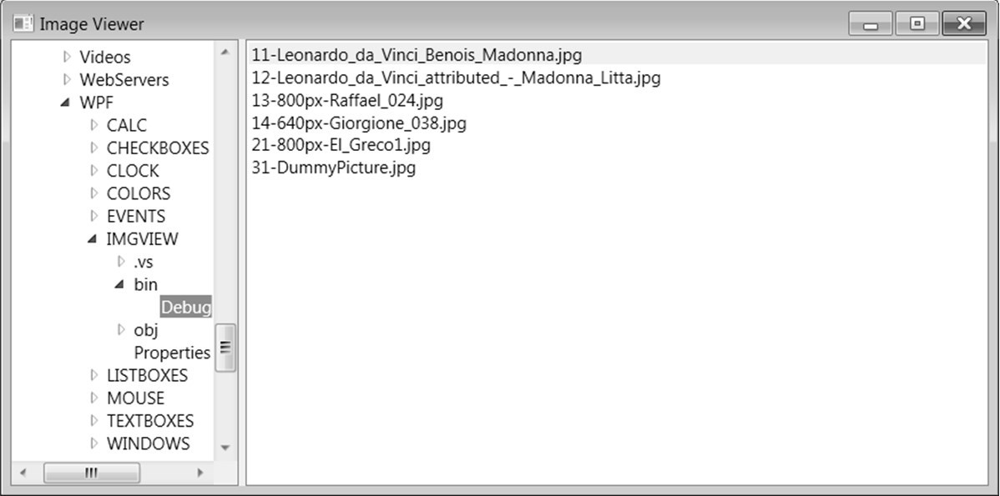 Image Viewer
Videos
WebServers
WPF
CALC
CHECKBOXES
CLOCK
COLORS
EVENTS
IMGVIEW
.vs
bin
Debug
obj
Properties
LISTBOXES
MOUSE
TEXTBOXES
WINDOWS
11-Leonardo_da_Vinci_Benois_Madonna.jpg
12-Leonardo_da_Vinci_attributed_-_Madonna_Litta.jpg
13-800px-Raffael_024.jpg
14-640px-Giorgione_038.jpg
21-800px-El_Greco1.jpg
31-DummyPicture.jpg